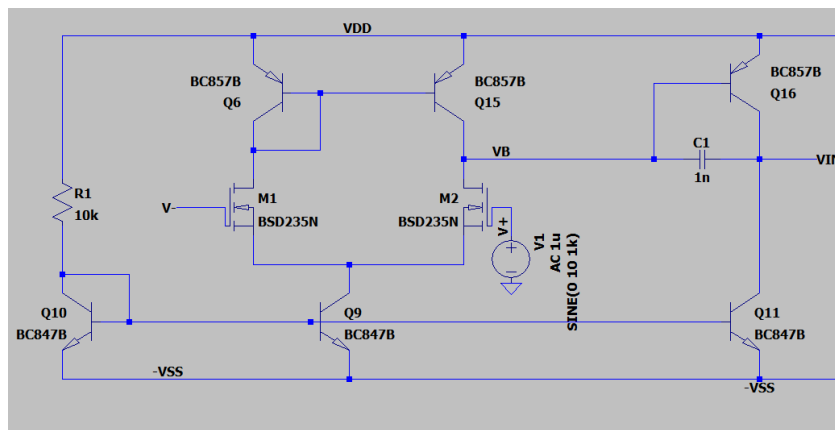 VDD
BC857B
Q6
BC857B
Q15
BC857B
Q16
VB
C1
1n
VIN
R1
10k
V-
M1
BSD235N
M2
BSD235N
V+
V1
AC 1u
SINE(0 10 1k)
Q10
BC847B
Q9
BC847B
Q11
BC847B
-VSS
-VSS